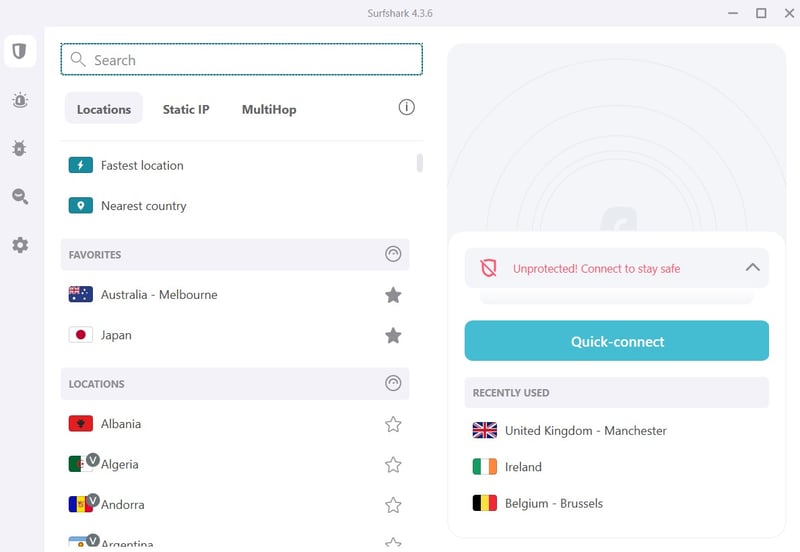 Surfshark 4.3.6
Search
Locations
Static IP
MultiHop
Fastest location
Nearest country
FAVORITES
Australia - Melbourne
Japan
LOCATIONS
Albania
V
Algeria
V
Andorra
V
Argentina
Unprotected! Connect to stay safe
Quick-connect
RECENTLY USED
United Kingdom - Manchester
Ireland
Belgium - Brussels